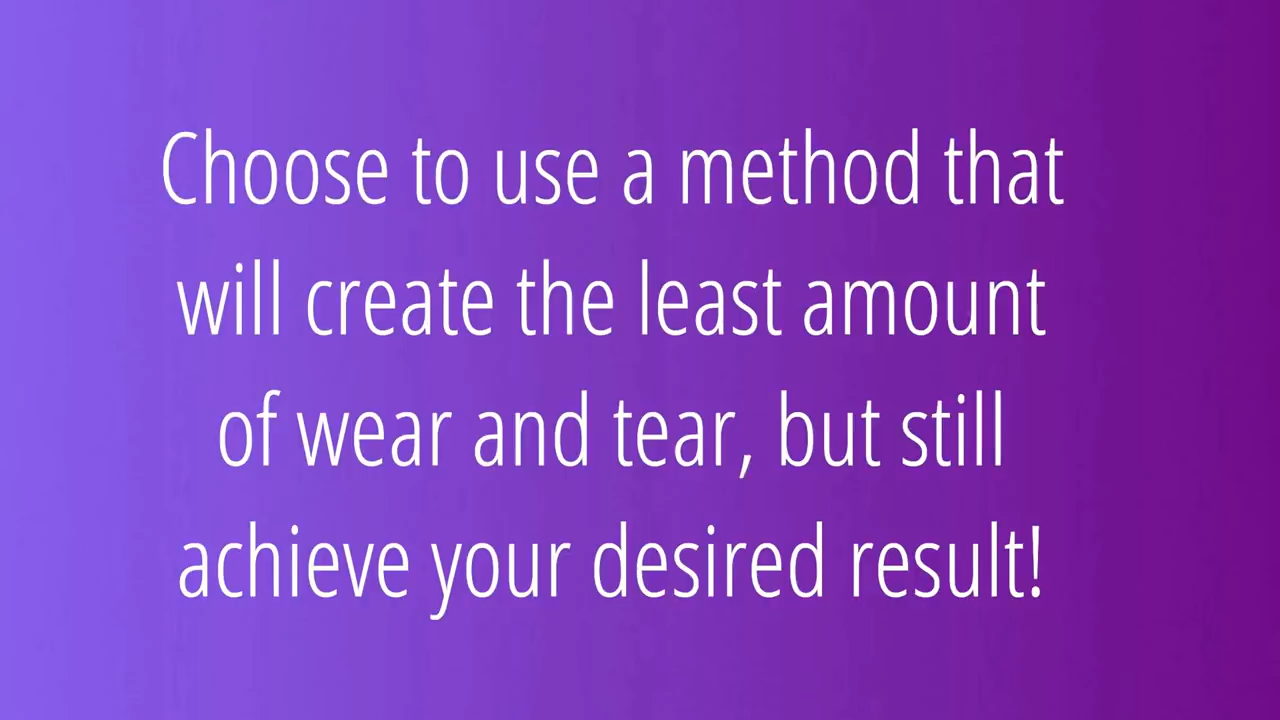 Choose to use a method that
will create the least amount
of wear and tear, but still
achieve your desired result!